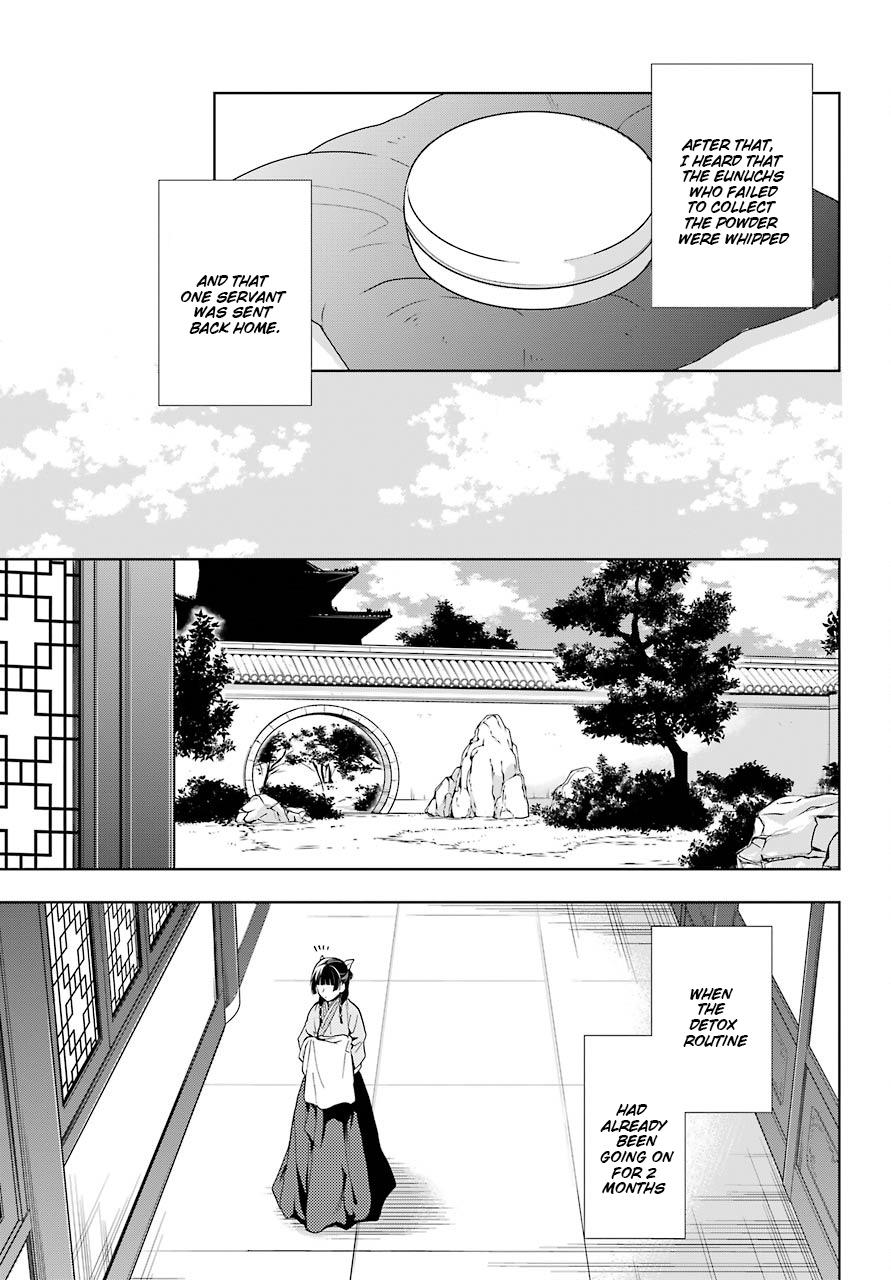 AFTER THAT,
I HEARD THAT
THE EUNUCHS
WHO FAILED
TO COLLECT
THE POWDER
WERE WHIPPED
AND THAT
ONE SERVANT
WAS SENT
BACK HOME.
WHEN
THE
DETOX
ROUTINE
HAD
ALREADY
BEEN
GOING ON
FOR 2
MONTHS